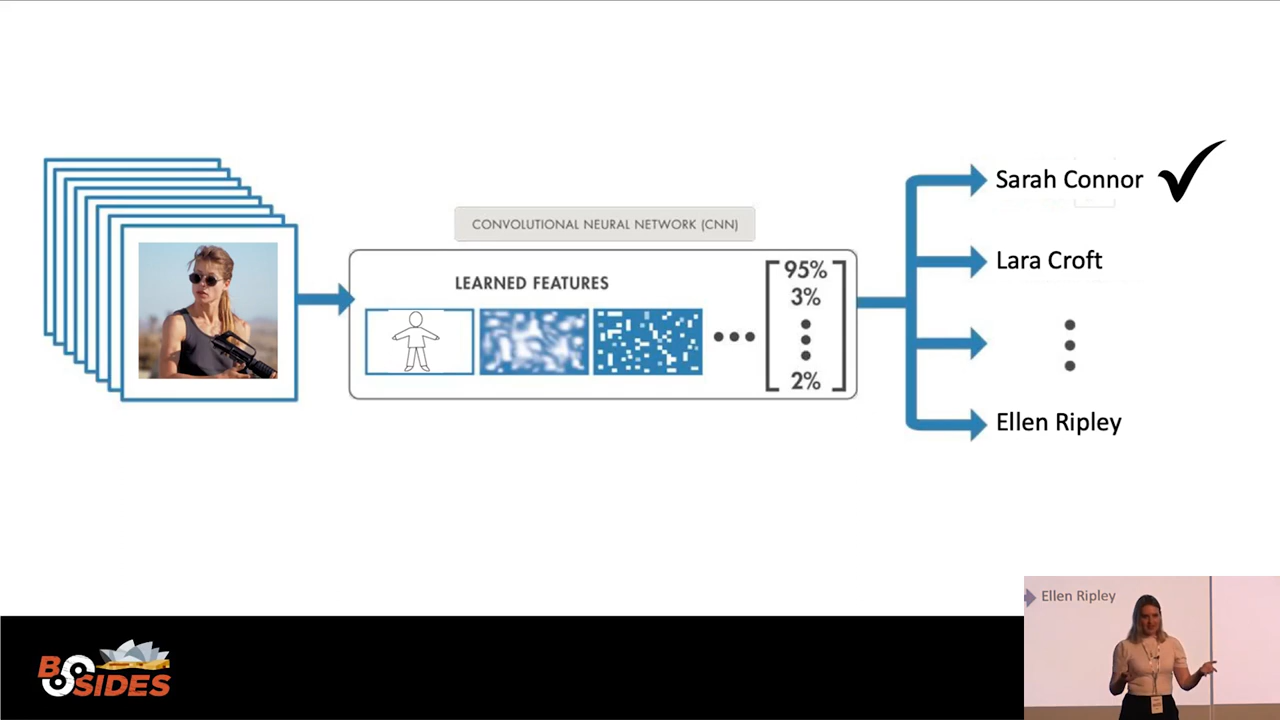 CONVOLUTIONAL NEURAL NETWORK (CNN)
LEARNED FEATURES
95%
3%
2%
Sarah Connor
Lara Croft
Ellen Ripley
BSIDES
Ellen Ripley